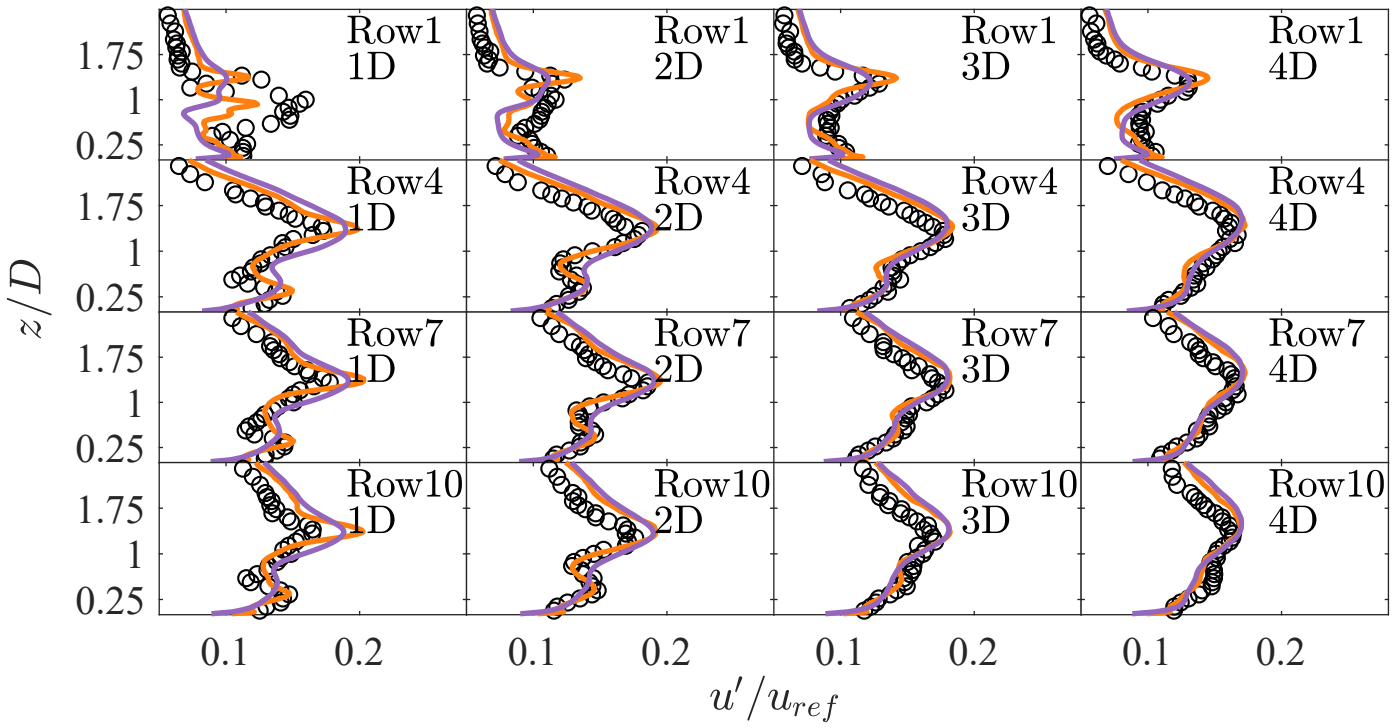 Row1 Row1 Row1 Row1
1.75 1D 2D 3D 4D
1
0.25
Row4 Row4 Row4 Row4
1.75 1D 2D 3D 4D
1
0.25
Row7 Row7 Row7 Row7
1.75 1D 2D 3D 4D
1
0.25
Row10 Row10 Row10 Row10
1.75 1D 2D 3D 4D
1
0.25
z/D
0.1 0.2 0.1 0.2 0.1 0.2 0.1 0.2
u'/u_ref